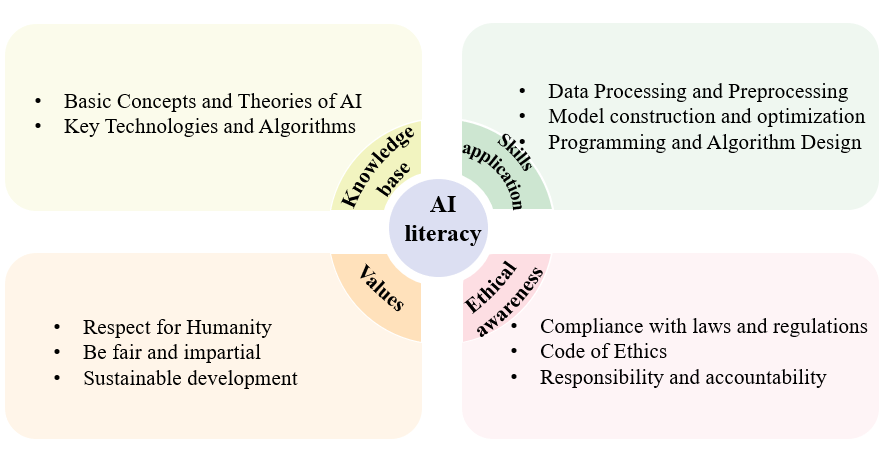 • Basic Concepts and Theories of AI
• Key Technologies and Algorithms
Knowledge
base
• Data Processing and Preprocessing
• Model construction and optimization
• Programming and Algorithm Design
Skills
application
AI
literacy
Values
• Respect for Humanity
• Be fair and impartial
• Sustainable development
Ethical
awareness
• Compliance with laws and regulations
• Code of Ethics
• Responsibility and accountability